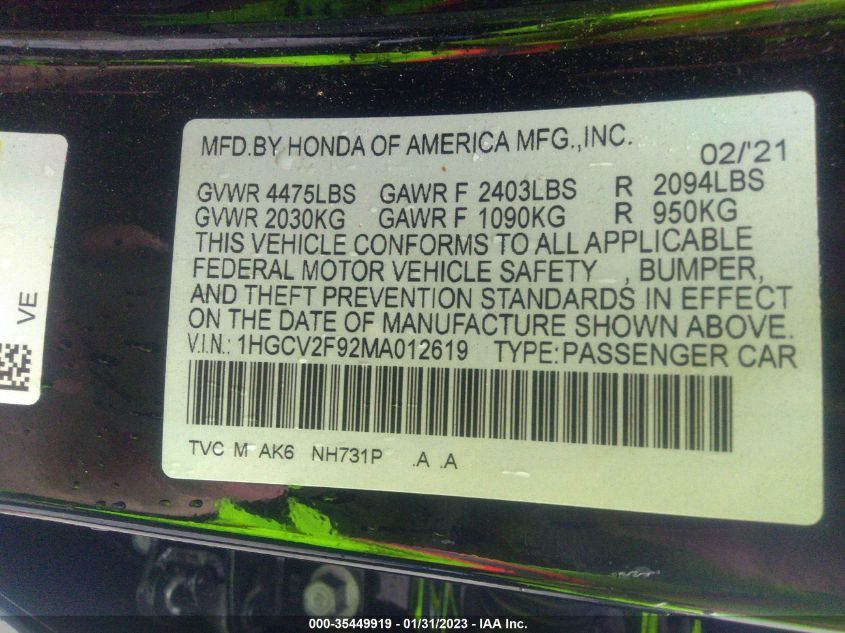 MFD.BY HONDA OF AMERICA MFG.,INC. 02/'21
GVWR 4475LBS GAWR F 2403LBS R 2094LBS
GVWR 2030KG GAWR F 1090KG R 950KG
THIS VEHICLE CONFORMS TO ALL APPLICABLE
FEDERAL MOTOR VEHICLE SAFETY , BUMPER,
AND THEFT PREVENTION STANDARDS IN EFFECT
ON THE DATE OF MANUFACTURE SHOWN ABOVE.
V.I.N.: 1HGCV2F92MA012619 TYPE:PASSENGER CAR
TVC M AK6 NH731P .A .A
VE
000-35449919 - 01/31/2023 - IAA Inc.